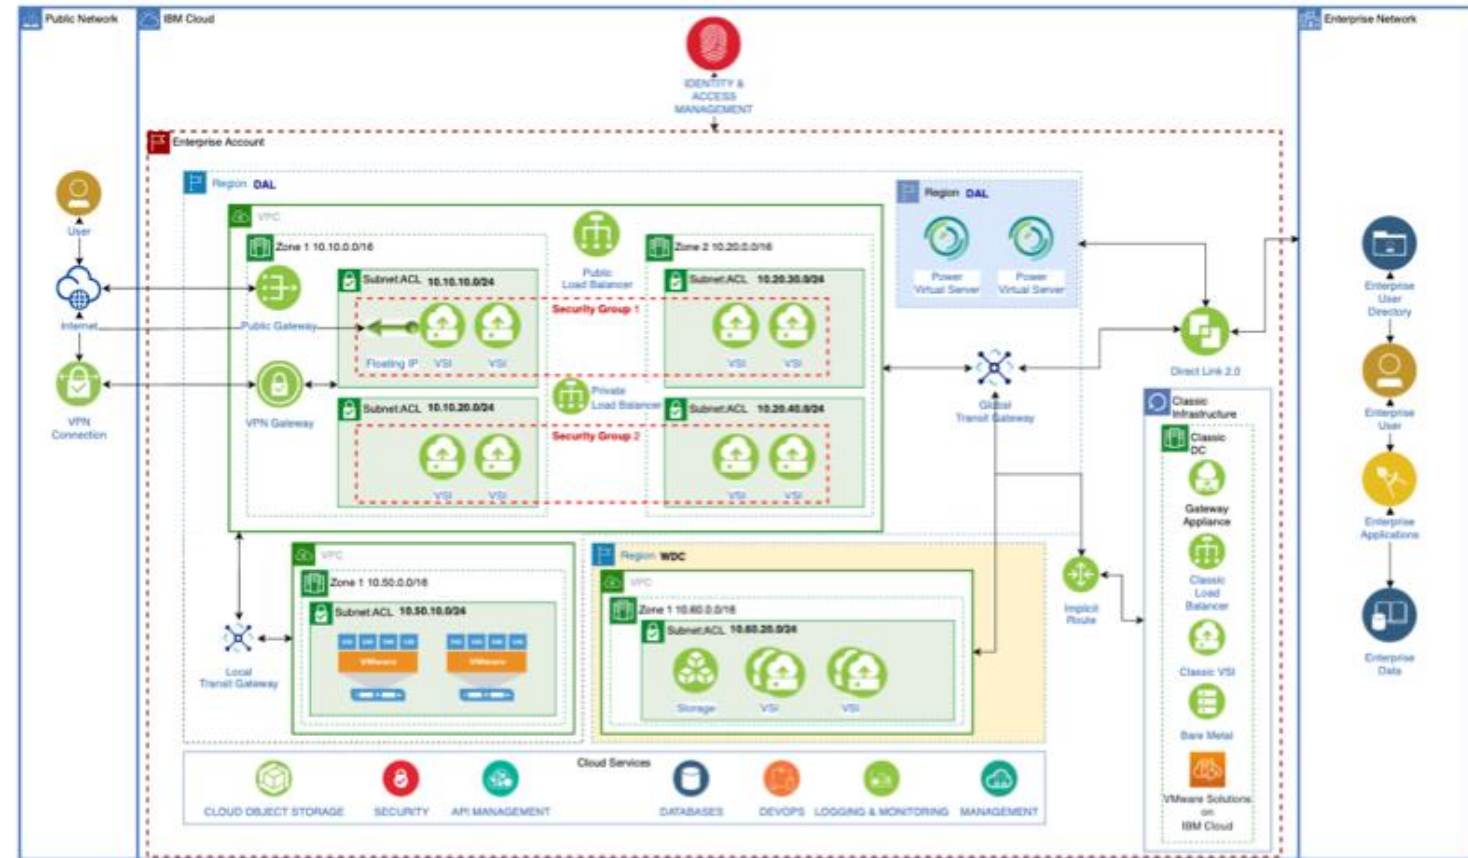 Public Network
IBM Cloud
Enterprise Network
IDENTITY &
ACCESS
MANAGEMENT
Enterprise Account
Region DAL
Region DAL
VPC
Zone 1 10.10.0.0/16
Zone 2 10.20.0.0/16
Public
Load Balancer
Subnet:ACL 10.10.10.0/24
Subnet:ACL 10.20.30.0/24
Security Group 1
Power
Virtual Server
Power
Virtual Server
User
Internet
Public Gateway
Floating IP
VSI
VSI
VSI
VSI
Enterprise
User
Directory
Direct Link 2.0
Private
Load Balancer
Global
Transit Gateway
VPN
Connection
VPN Gateway
Subnet:ACL 10.10.20.0/24
Subnet:ACL 10.20.40.0/24
Security Group 2
VSI
VSI
VSI
VSI
Classic
Infrastructure
Classic
DC
Gateway
Appliance
Classic
Load
Balancer
Classic VSI
Bare Metal
VMware Solutions
on
IBM Cloud
Enterprise
User
Enterprise
Applications
Enterprise
Data
VPC
Zone 1 10.50.0.0/16
Subnet:ACL 10.50.10.0/24
VMware
VMware
Local
Transit Gateway
Region WDC
VPC
Zone 1 10.60.0.0/16
Subnet:ACL 10.60.20.0/24
Storage
VSI
VSI
Implicit
Route
Cloud Services
CLOUD OBJECT STORAGE
SECURITY
API MANAGEMENT
DATABASES
DEVOPS
LOGGING & MONITORING
MANAGEMENT